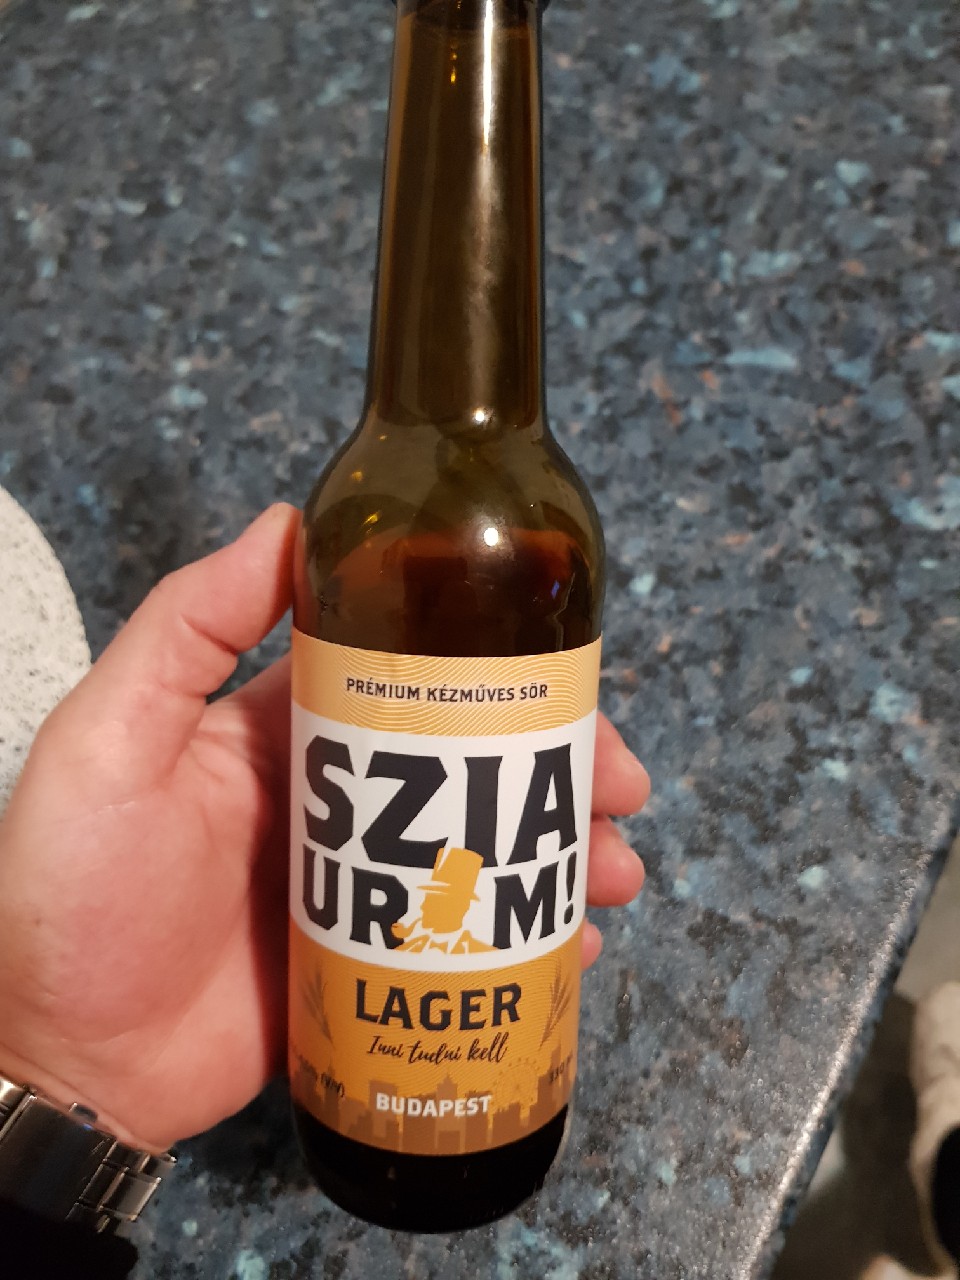 PRÉMIUM KÉZMŰVES SÖR
SZIA
URAM!
LAGER
Inni tudni kell
BUDAPEST